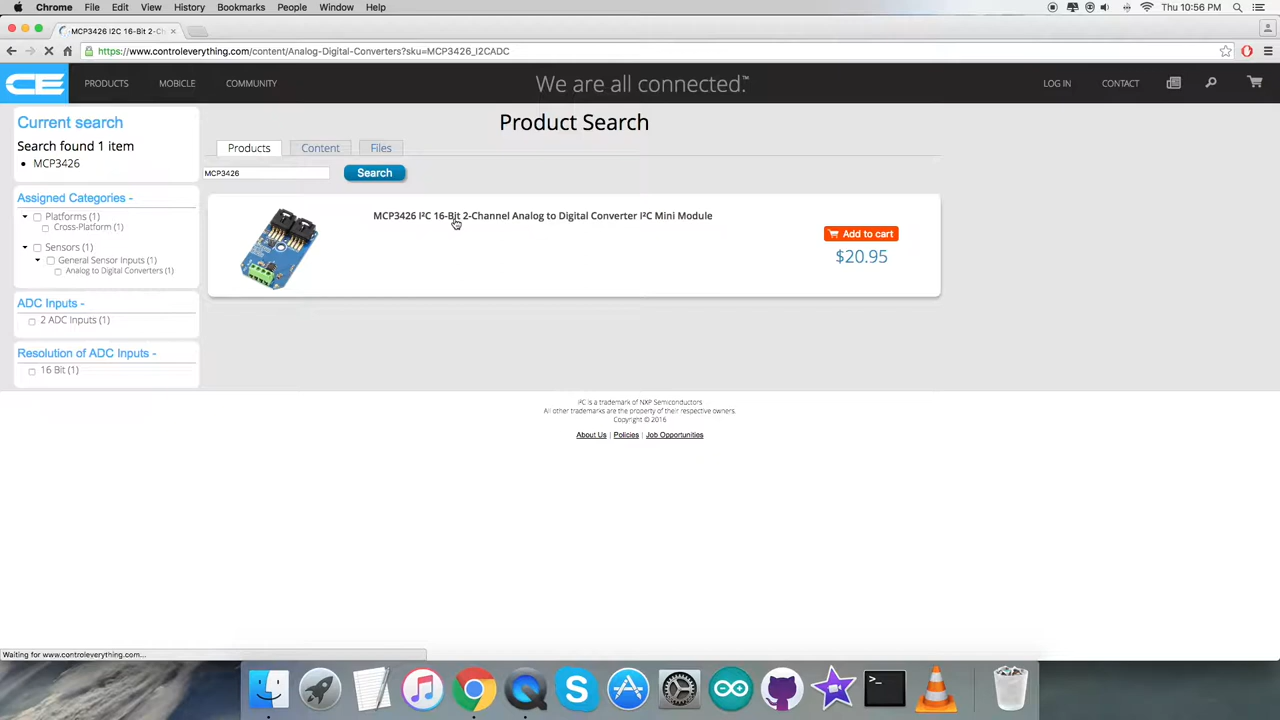 Chrome File Edit View History Bookmarks People Window Help
Thu 10:56 PM
MCP3426 I2C 16-Bit 2-Ch
https://www.controleverything.com/content/Analog-Digital-Converters?sku=MCP3426_I2CADC
CE PRODUCTS MOBICLE COMMUNITY We are all connected.™ LOG IN CONTACT
Current search
Search found 1 item
MCP3426
Product Search
Products Content Files
MCP3426 Search
Assigned Categories -
Platforms (1)
Cross-Platform (1)
Sensors (1)
General Sensor Inputs (1)
Analog to Digital Converters (1)
ADC Inputs -
2 ADC Inputs (1)
Resolution of ADC Inputs -
16 Bit (1)
MCP3426 I²C 16-Bit 2-Channel Analog to Digital Converter I²C Mini Module
Add to cart
$20.95
I²C is a trademark of NXP Semiconductors
All other trademarks are the property of their respective owners.
Copyright © 2016
About Us | Policies | Job Opportunities
Waiting for www.controleverything.com...